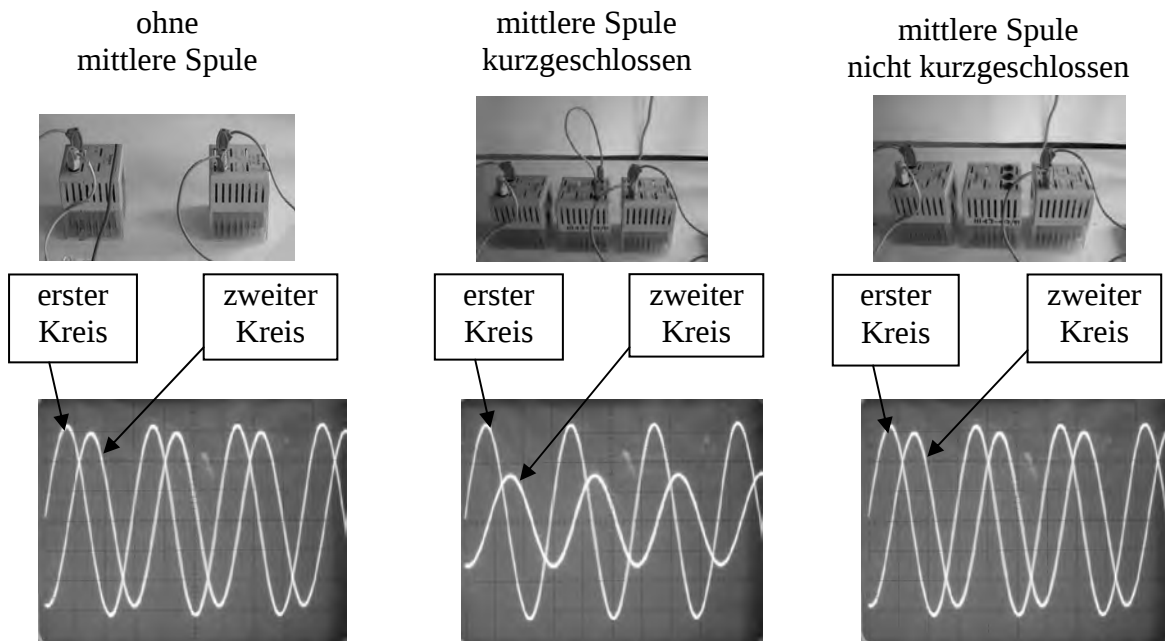 ohne
mittlere Spule
mittlere Spule
kurzgeschlossen
mittlere Spule
nicht kurzgeschlossen
erster
Kreis
zweiter
Kreis
erster
Kreis
zweiter
Kreis
erster
Kreis
zweiter
Kreis